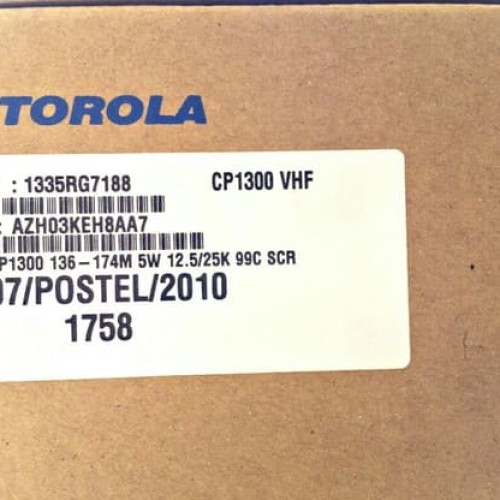 TOROLA
: 1335RG7188 CP1300 VHF
: AZH03KEH8AA7
P1300 136-174M 5W 12.5/25K 99C SCR
07/POSTEL/2010
1758